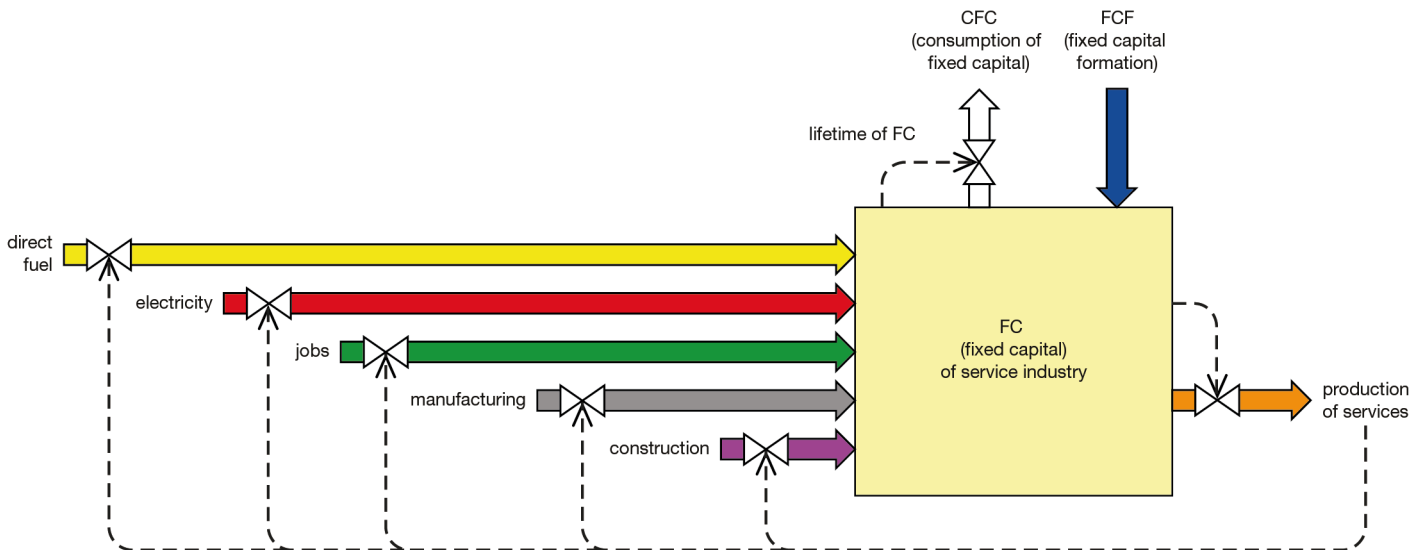 CFC
(consumption of
fixed capital)
FCF
(fixed capital
formation)
lifetime of FC
direct
fuel
electricity
jobs
manufacturing
construction
FC
(fixed capital)
of service industry
production
of services